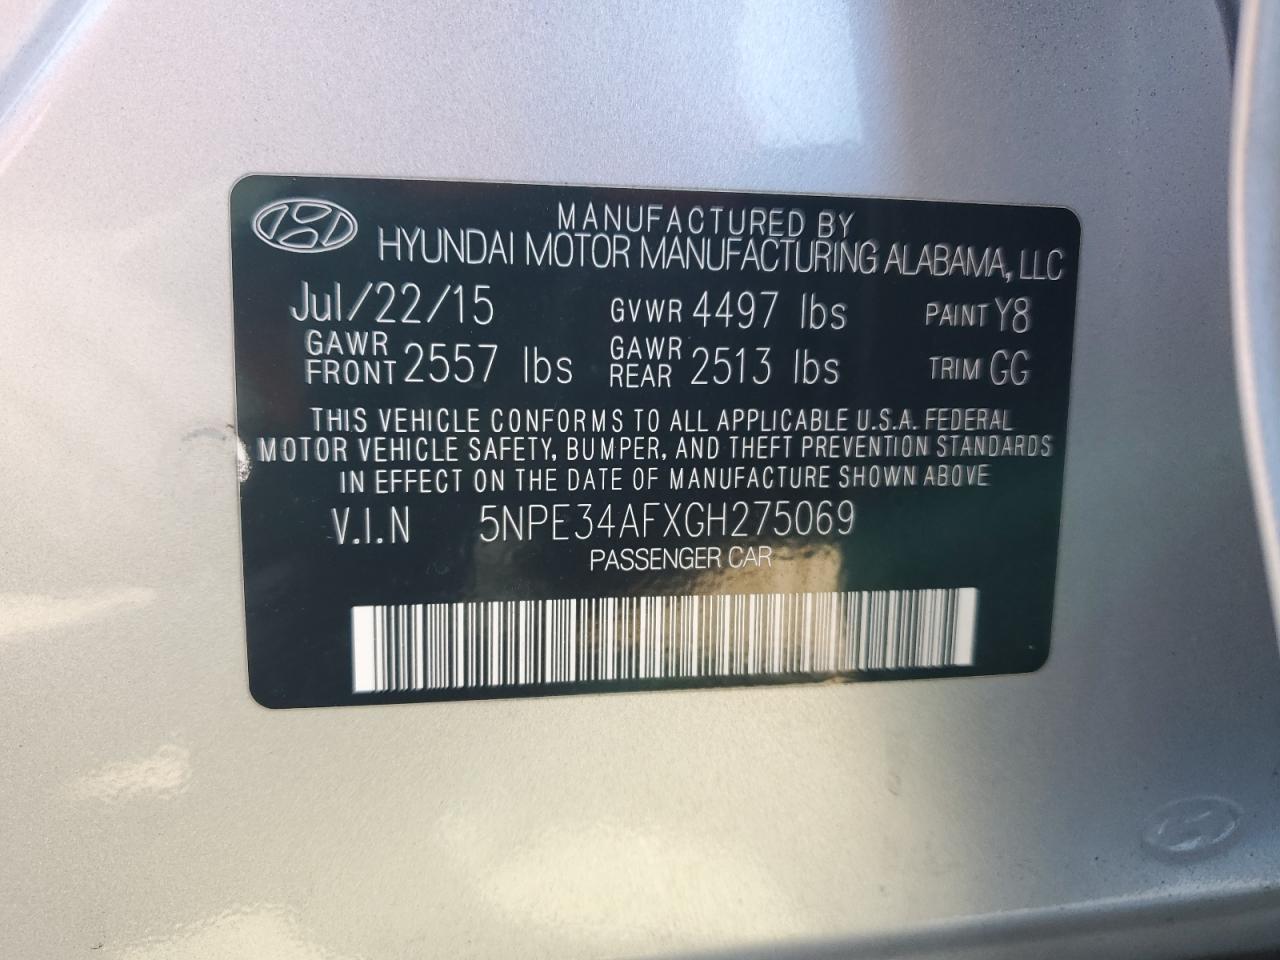 MANUFACTURED BY
HYUNDAI MOTOR MANUFACTURING ALABAMA, LLC
Jul/22/15 GVWR 4497 lbs PAINT Y8
GAWR FRONT 2557 lbs GAWR REAR 2513 lbs TRIM GG
THIS VEHICLE CONFORMS TO ALL APPLICABLE U.S.A. FEDERAL
MOTOR VEHICLE SAFETY, BUMPER, AND THEFT PREVENTION STANDARDS
IN EFFECT ON THE DATE OF MANUFACTURE SHOWN ABOVE
V.I.N 5NPE34AFXGH275069
PASSENGER CAR